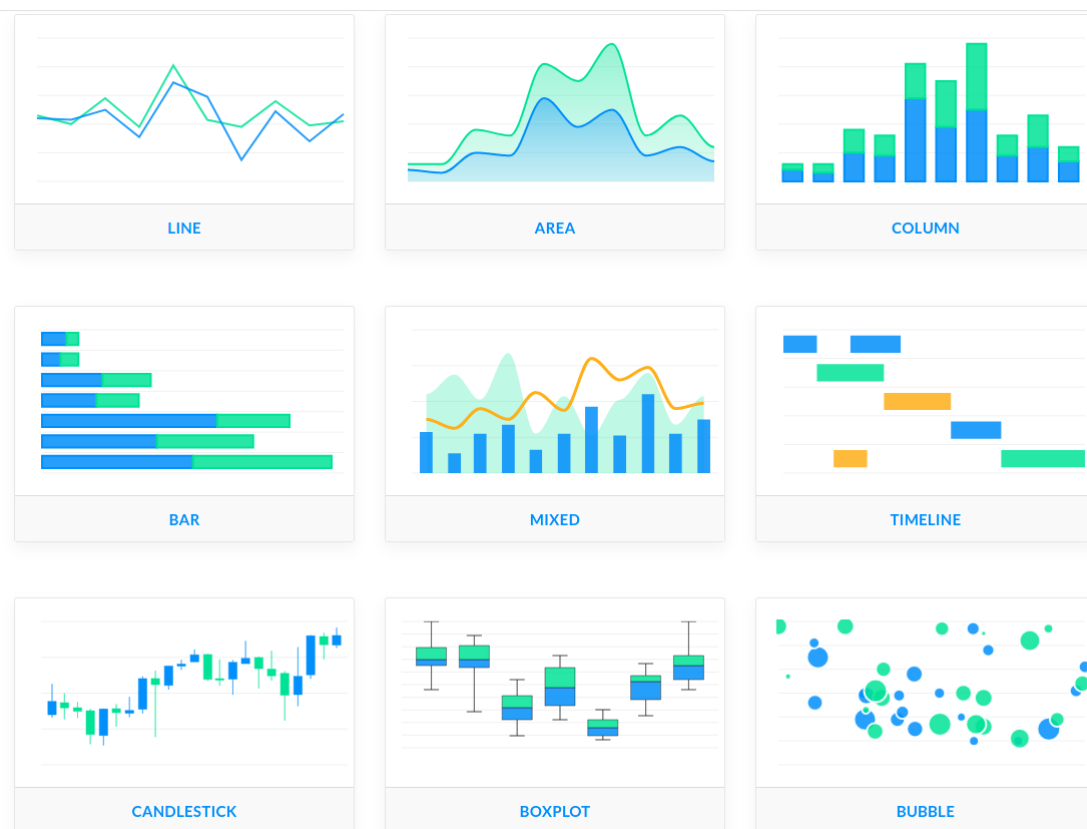 LINE
AREA
COLUMN
BAR
MIXED
TIMELINE
CANDLESTICK
BOXPLOT
BUBBLE